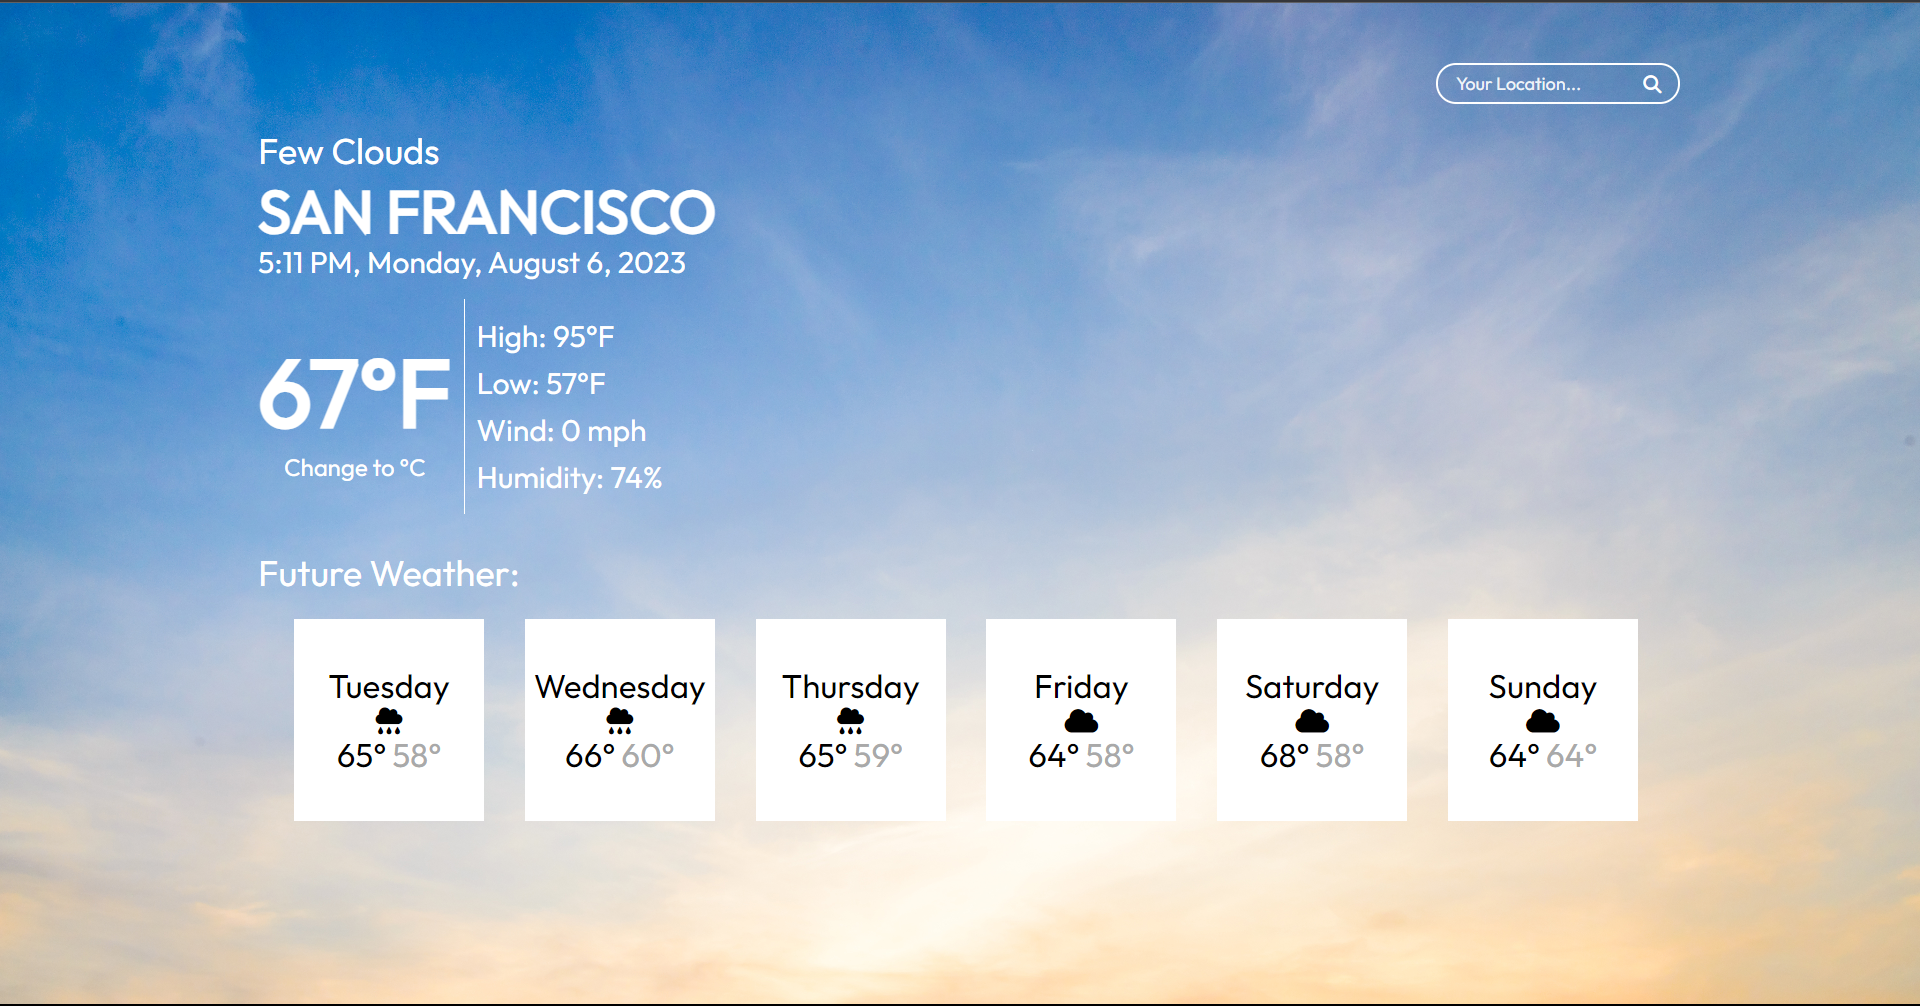 Your Location...
Few Clouds
SAN FRANCISCO
5:11 PM, Monday, August 6, 2023
67°F
Change to °C
High: 95°F
Low: 57°F
Wind: 0 mph
Humidity: 74%
Future Weather:
Tuesday
65° 58°
Wednesday
66° 60°
Thursday
65° 59°
Friday
64° 58°
Saturday
68° 58°
Sunday
64° 64°